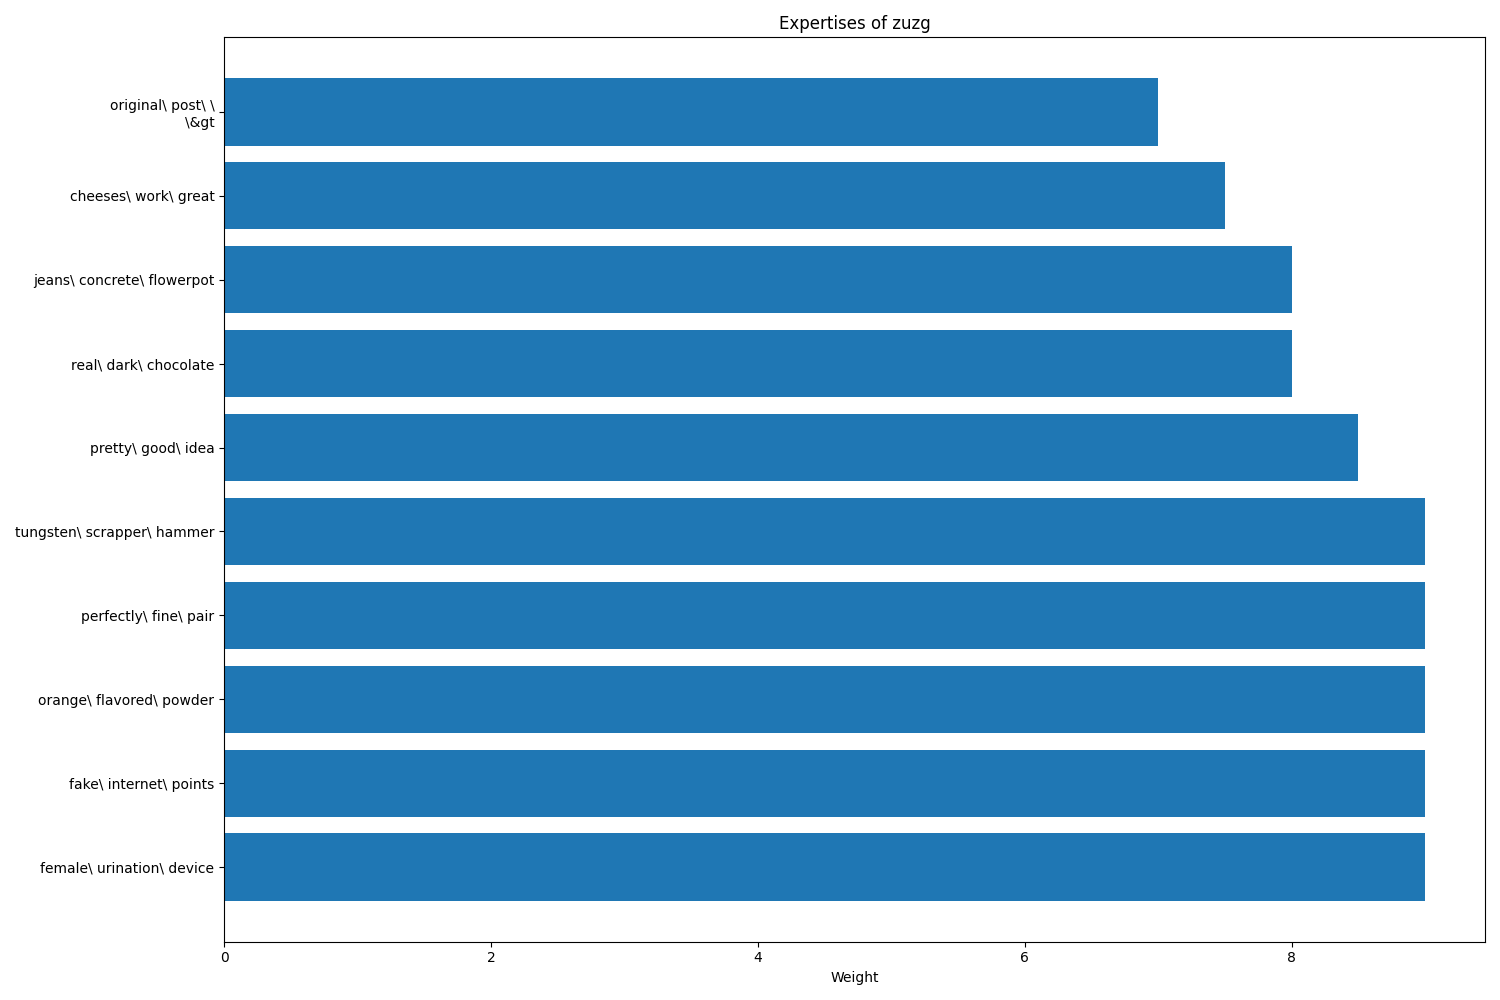 Expertises of zuzg
original\ post\ \
\&gt
cheeses\ work\ great
jeans\ concrete\ flowerpot
real\ dark\ chocolate
pretty\ good\ idea
tungsten\ scrapper\ hammer
perfectly\ fine\ pair
orange\ flavored\ powder
fake\ internet\ points
female\ urination\ device
0 2 4 6 8
Weight